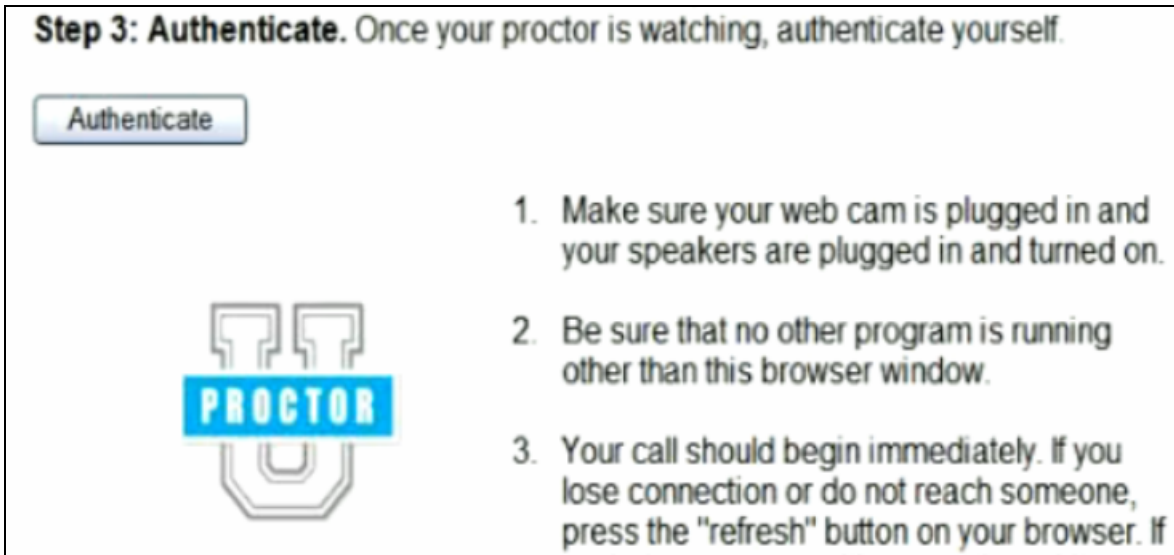 Step 3: Authenticate. Once your proctor is watching, authenticate yourself.
Authenticate
1. Make sure your web cam is plugged in and
your speakers are plugged in and turned on.
2. Be sure that no other program is running
other than this browser window.
PROCTOR
U
3. Your call should begin immediately. If you
lose connection or do not reach someone,
press the "refresh" button on your browser. If